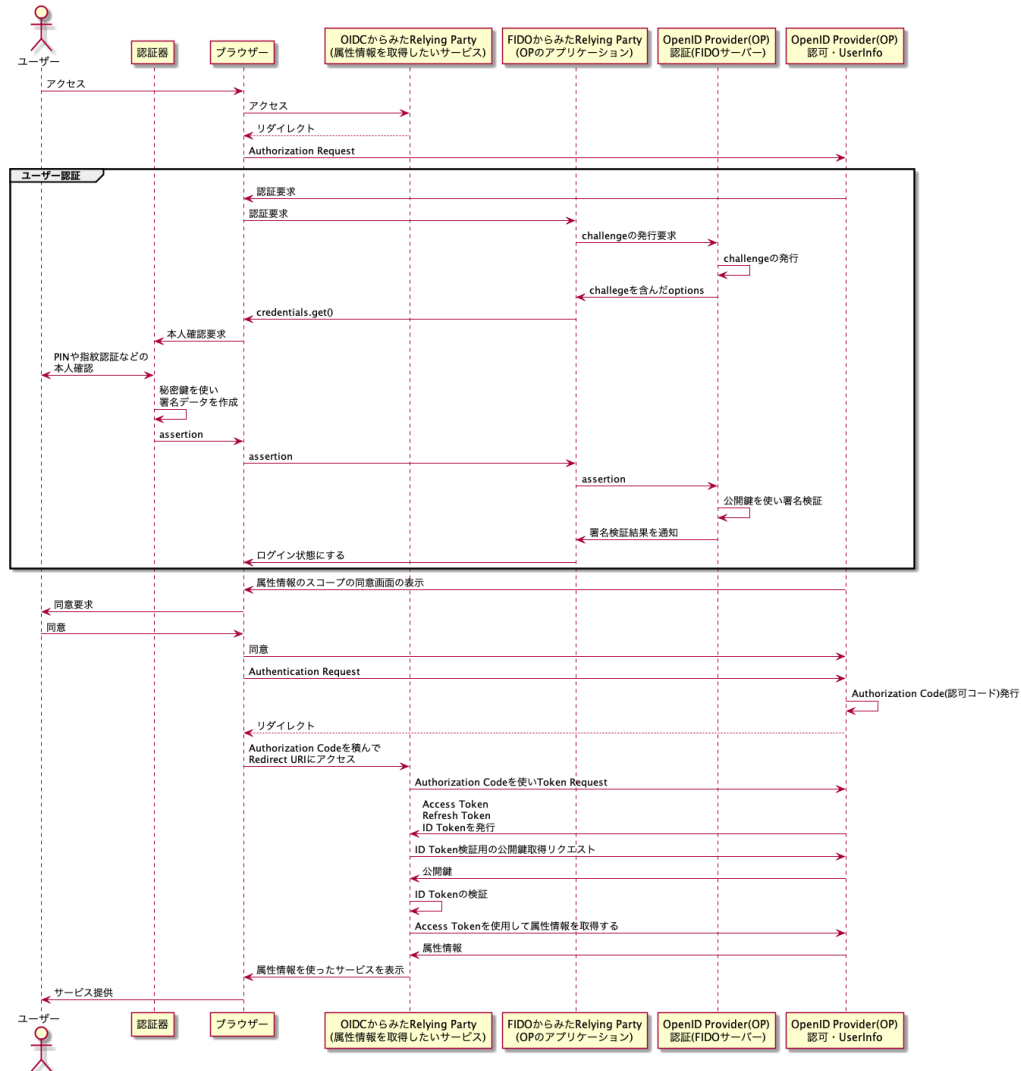 ユーザー
認証器
ブラウザー
OIDCからみたRelying Party
(属性情報を取得したいサービス)
FIDOからみたRelying Party
(OPのアプリケーション)
OpenID Provider(OP)
認証(FIDOサーバー)
OpenID Provider(OP)
認可・UserInfo
アクセス
アクセス
リダイレクト
Authorization Request
ユーザー認証
認証要求
認証要求
challengeの発行要求
challengeの発行
challegeを含んだoptions
credentials.get()
本人確認要求
PINや指紋認証などの
本人確認
秘密鍵を使い
署名データを作成
assertion
assertion
assertion
公開鍵を使い署名検証
署名検証結果を通知
ログイン状態にする
属性情報のスコープの同意画面の表示
同意要求
同意
同意
Authentication Request
Authorization Code(認可コード)発行
リダイレクト
Authorization Codeを積んで
Redirect URIにアクセス
Authorization Codeを使いToken Request
Access Token
Refresh Token
ID Tokenを発行
ID Token検証用の公開鍵取得リクエスト
公開鍵
ID Tokenの検証
Access Tokenを使用して属性情報を取得する
属性情報
属性情報を使ったサービスを表示
サービス提供
ユーザー
認証器
ブラウザー
OIDCからみたRelying Party
(属性情報を取得したいサービス)
FIDOからみたRelying Party
(OPのアプリケーション)
OpenID Provider(OP)
認証(FIDOサーバー)
OpenID Provider(OP)
認可・UserInfo